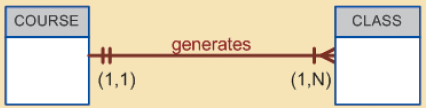 COURSE
CLASS
generates
(1,1)
(1,N)